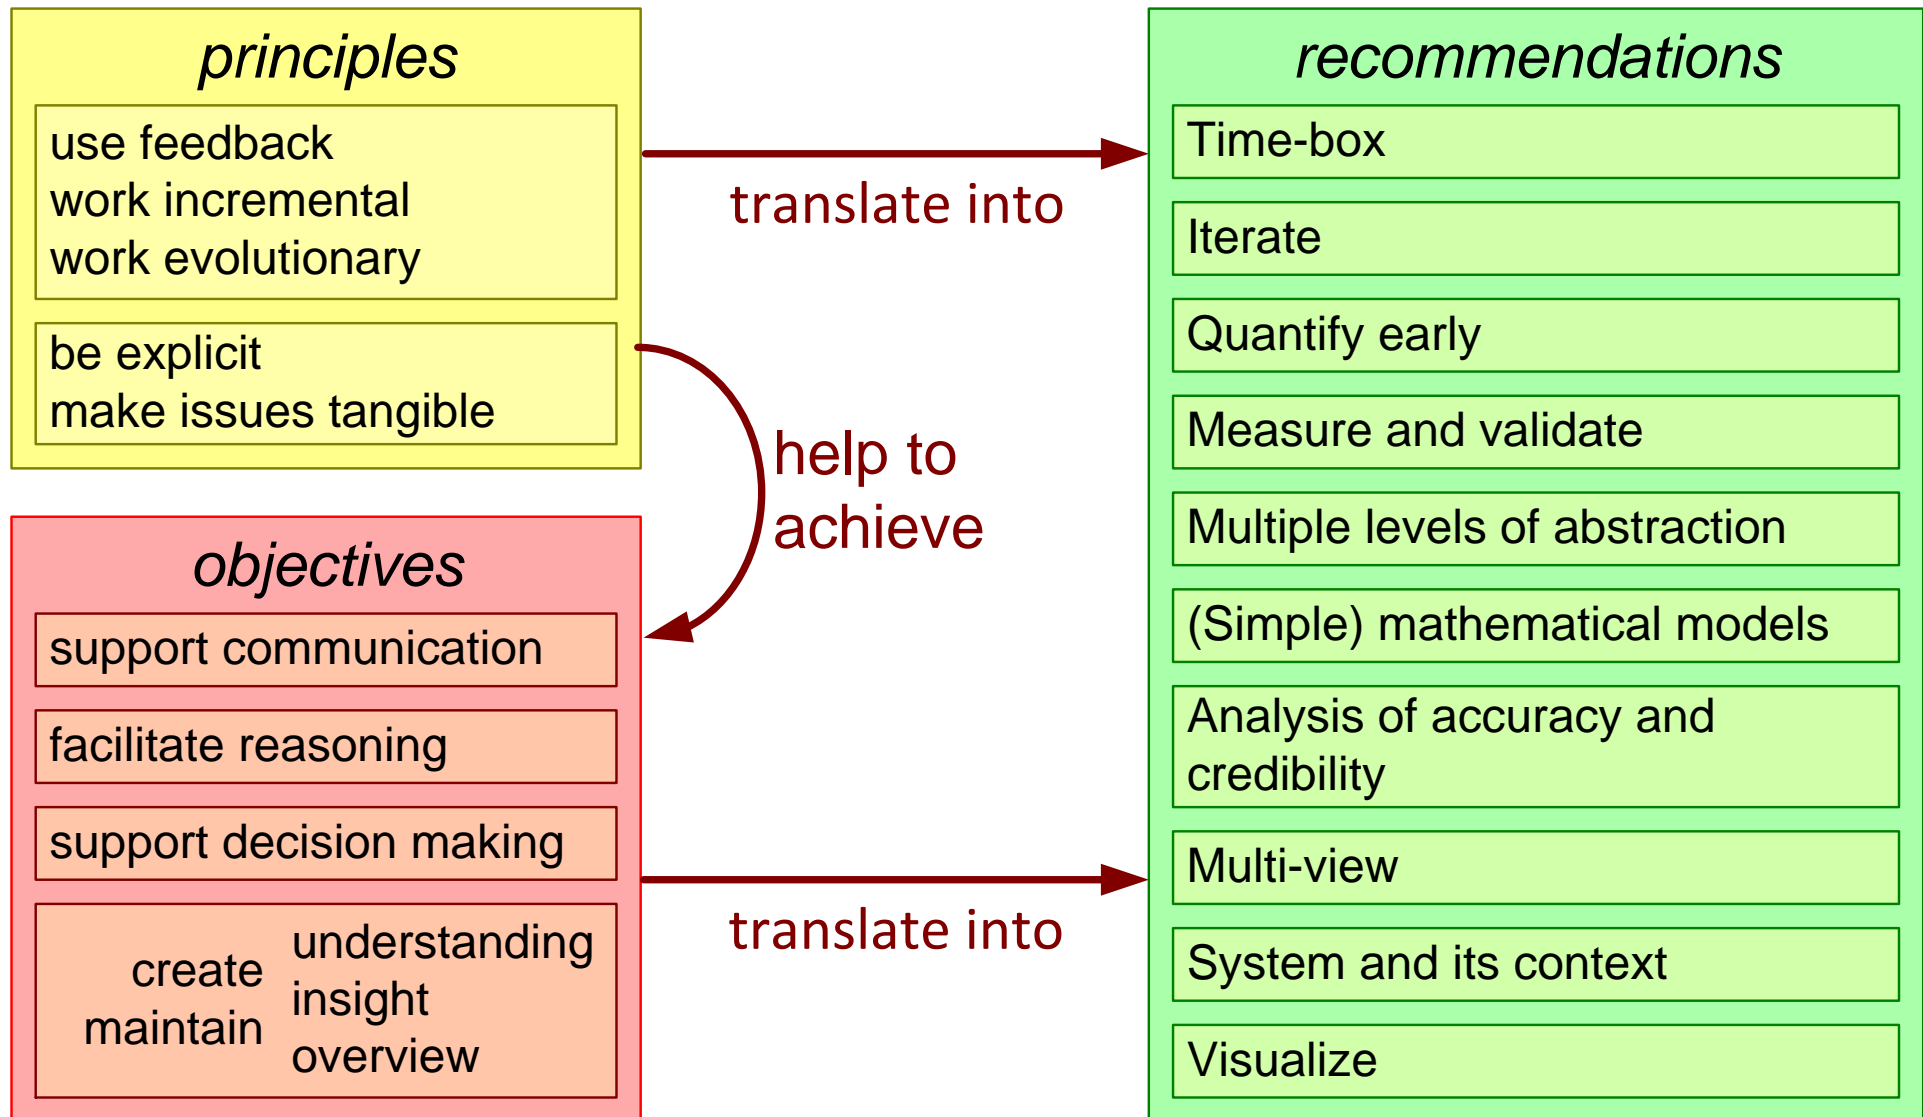 principles
use feedback
work incremental
work evolutionary
be explicit
make issues tangible
translate into
help to
achieve
objectives
support communication
facilitate reasoning
support decision making
create
maintain
understanding
insight
overview
translate into
recommendations
Time-box
Iterate
Quantify early
Measure and validate
Multiple levels of abstraction
(Simple) mathematical models
Analysis of accuracy and
credibility
Multi-view
System and its context
Visualize